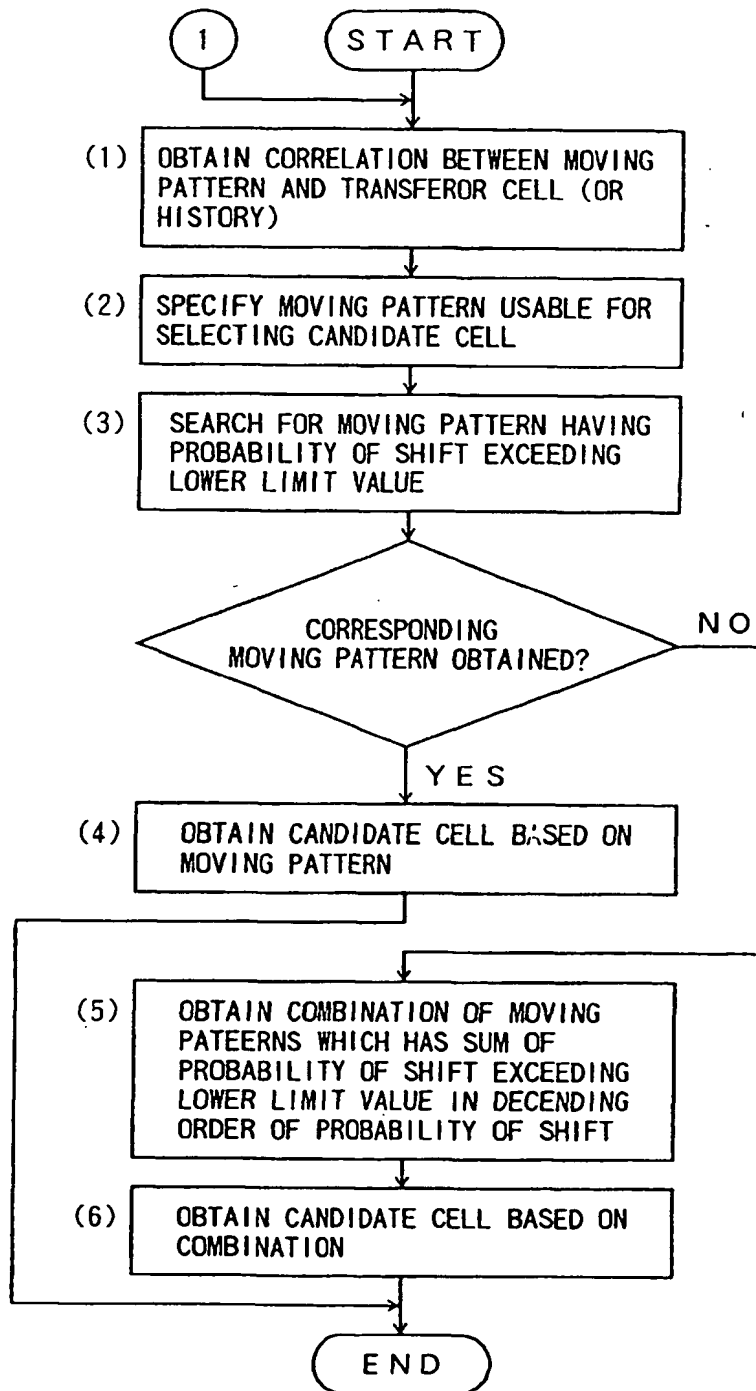 1
START
(1) OBTAIN CORRELATION BETWEEN MOVING
PATTERN AND TRANSFEROR CELL (OR
HISTORY)
(2) SPECIFY MOVING PATTERN USABLE FOR
SELECTING CANDIDATE CELL
(3) SEARCH FOR MOVING PATTERN HAVING
PROBABILITY OF SHIFT EXCEEDING
LOWER LIMIT VALUE
CORRESPONDING
MOVING PATTERN OBTAINED?
NO
YES
(4) OBTAIN CANDIDATE CELL BASED ON
MOVING PATTERN
(5) OBTAIN COMBINATION OF MOVING
PATEERNS WHICH HAS SUM OF
PROBABILITY OF SHIFT EXCEEDING
LOWER LIMIT VALUE IN DECENDING
ORDER OF PROBABILITY OF SHIFT
(6) OBTAIN CANDIDATE CELL BASED ON
COMBINATION
END